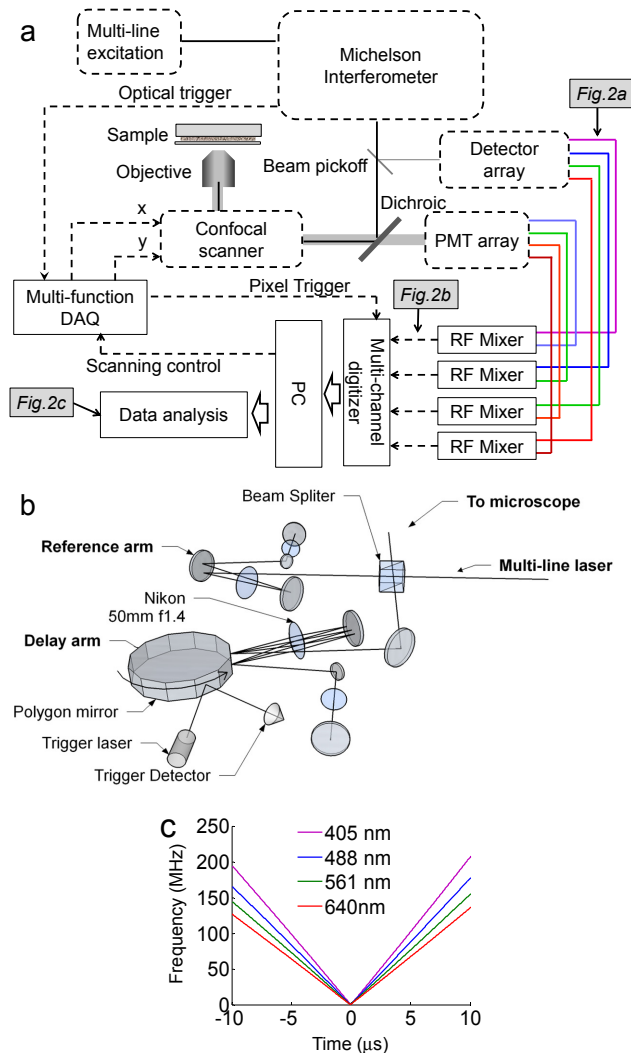 a
Multi-line
excitation
Michelson
Interferometer
Optical trigger
Fig.2a
Sample
Objective
Beam pickoff
Detector
array
Dichroic
x
y
Confocal
scanner
PMT array
Multi-function
DAQ
Pixel Trigger
Fig.2b
Scanning control
PC
Multi-channel
digitizer
RF Mixer
RF Mixer
RF Mixer
RF Mixer
Fig.2c
Data analysis
b
Beam Spliter
To microscope
Reference arm
Multi-line laser
Nikon
50mm f1.4
Delay arm
Polygon mirror
Trigger laser
Trigger Detector
c
Frequency (MHz)
250
200
150
100
50
0
405 nm
488 nm
561 nm
640nm
-10 -5 0 5 10
Time (μs)